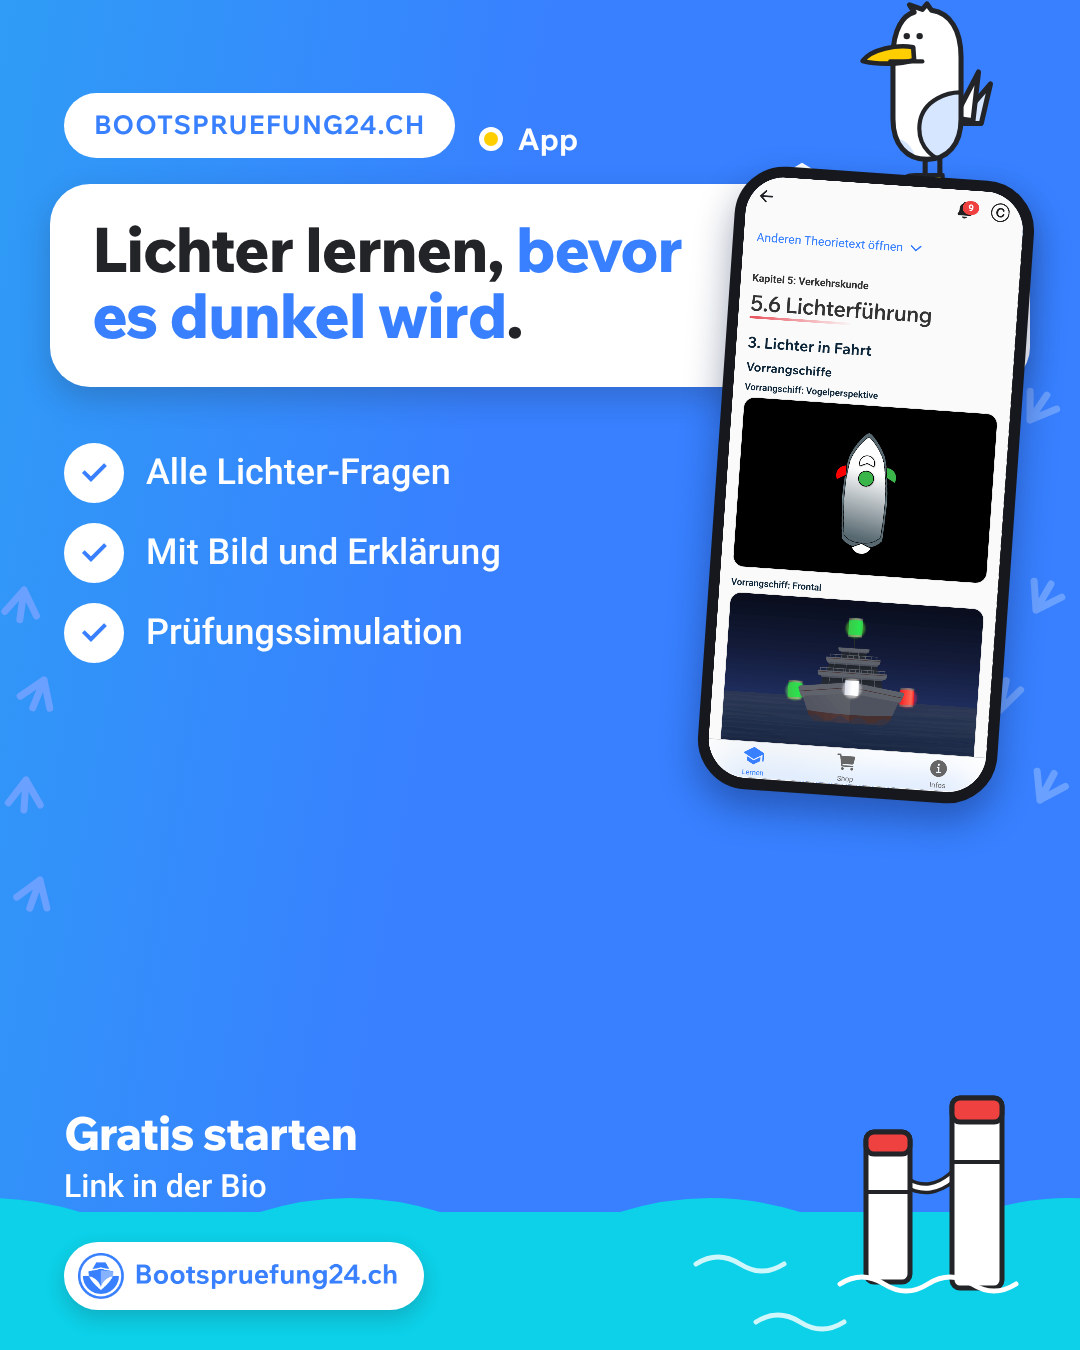 BOOTSPRUEFUNG24.CH
App
Lichter lernen, bevor
es dunkel wird.
Alle Lichter-Fragen
Mit Bild und Erklärung
Prüfungssimulation
9
C
Anderen Theorietext öffnen
Kapitel 5: Verkehrskunde
5.6 Lichterführung
3. Lichter in Fahrt
Vorrangschiffe
Vorrangschiff: Vogelperspektive
Vorrangschiff: Frontal
Lernen
Shop
Infos
Gratis starten
Link in der Bio
Bootspruefung24.ch